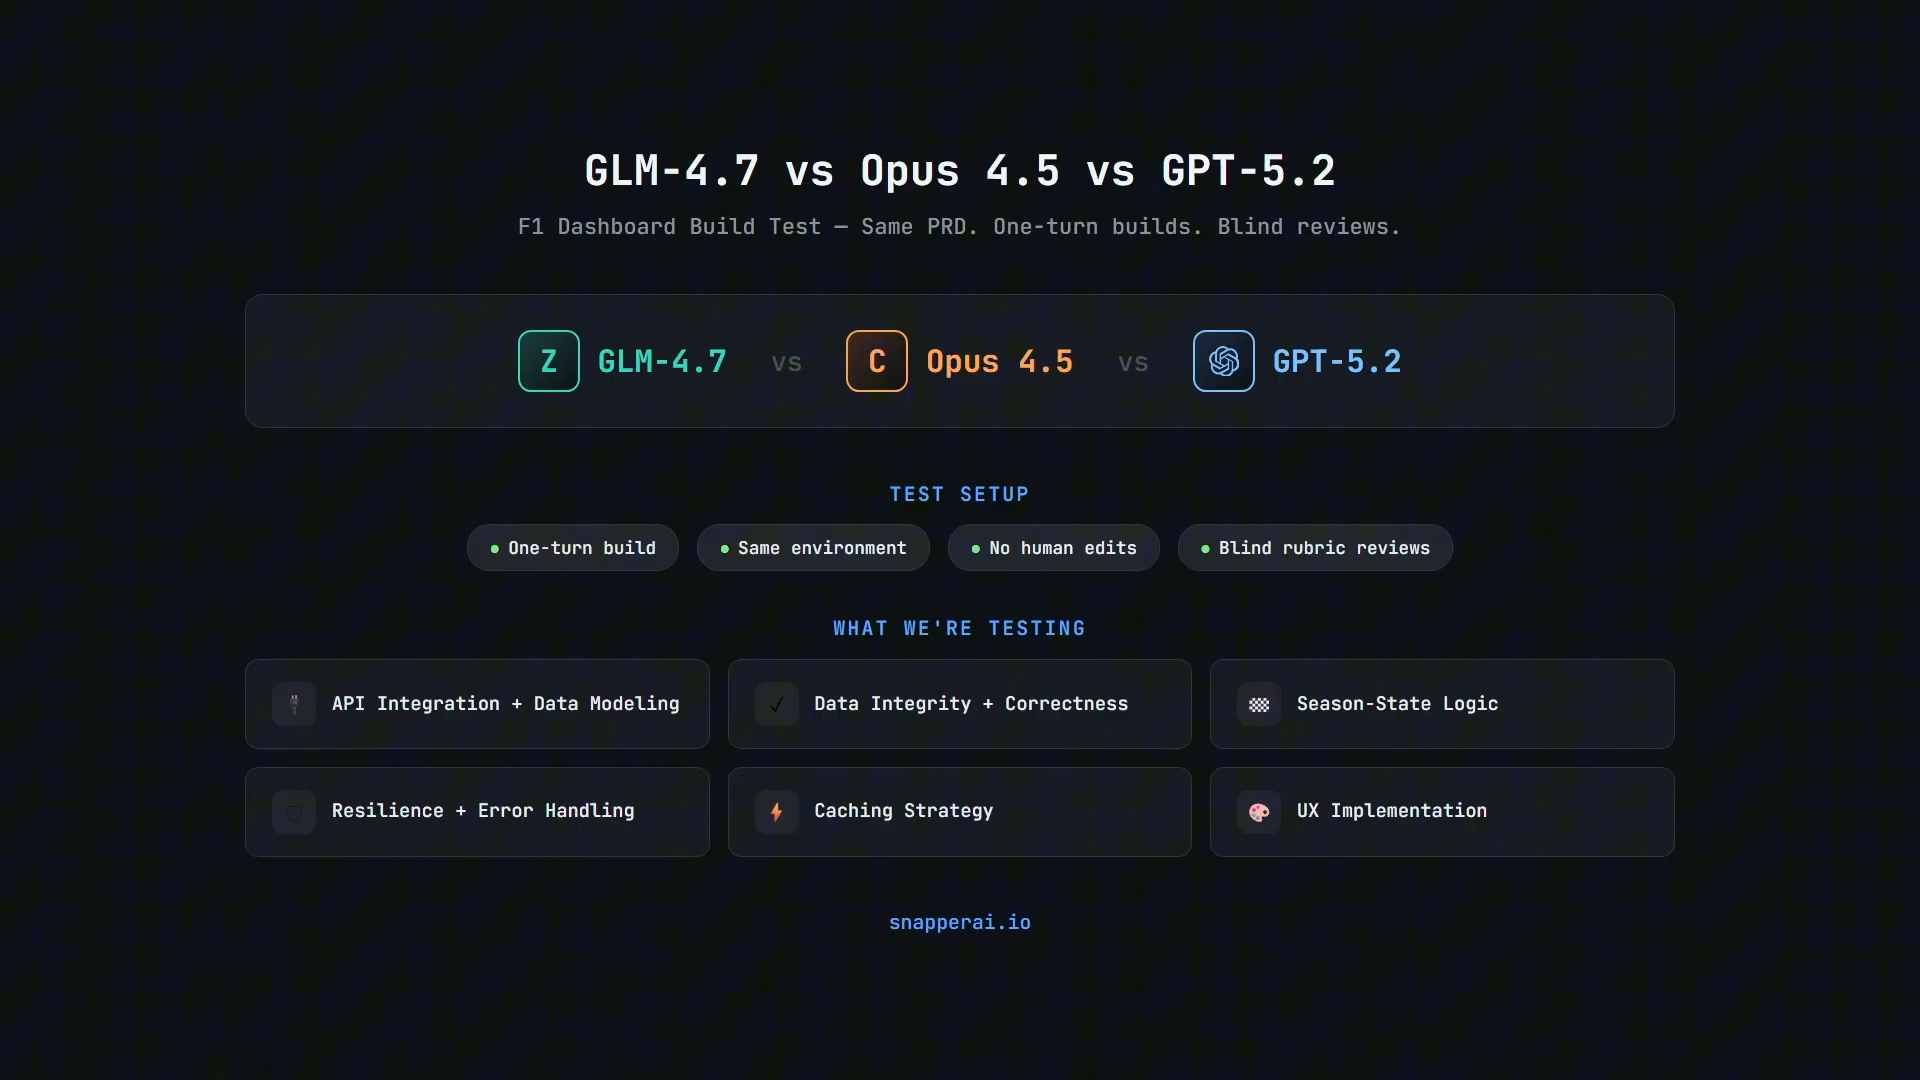 GLM-4.7 vs Opus 4.5 vs GPT-5.2
F1 Dashboard Build Test — Same PRD. One-turn builds. Blind reviews.
Z GLM-4.7 vs C Opus 4.5 vs GPT-5.2
TEST SETUP
One-turn build
Same environment
No human edits
Blind rubric reviews
WHAT WE'RE TESTING
API Integration + Data Modeling
Data Integrity + Correctness
Season-State Logic
Resilience + Error Handling
Caching Strategy
UX Implementation
snapperai.io